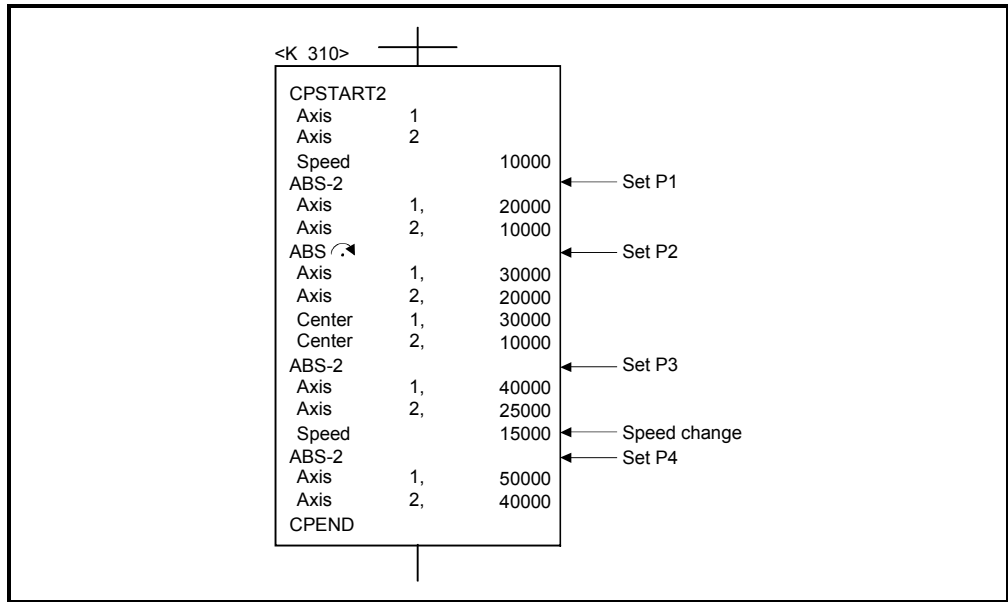 <K 310>
CPSTART2
Axis 1
Axis 2
Speed 10000
ABS-2 Set P1
Axis 1, 20000
Axis 2, 10000
ABS Set P2
Axis 1, 30000
Axis 2, 20000
Center 1, 30000
Center 2, 10000
ABS-2 Set P3
Axis 1, 40000
Axis 2, 25000
Speed 15000 Speed change
ABS-2 Set P4
Axis 1, 50000
Axis 2, 40000
CPEND